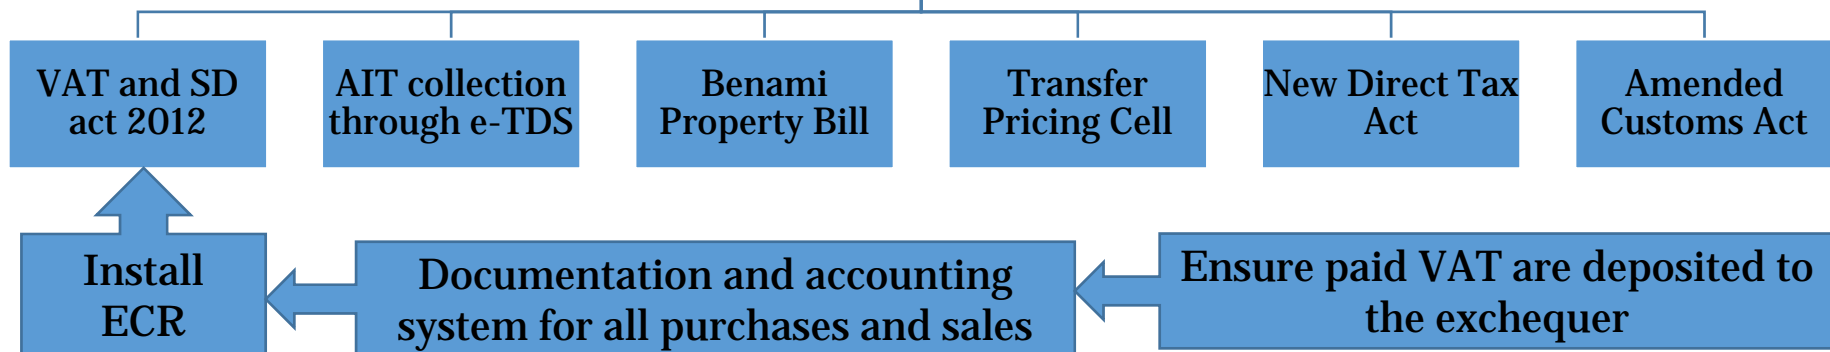 VAT and SD
act 2012
AIT collection
through e-TDS
Benami
Property Bill
Transfer
Pricing Cell
New Direct Tax
Act
Amended
Customs Act
Install
ECR
Documentation and accounting
system for all purchases and sales
Ensure paid VAT are deposited to
the exchequer